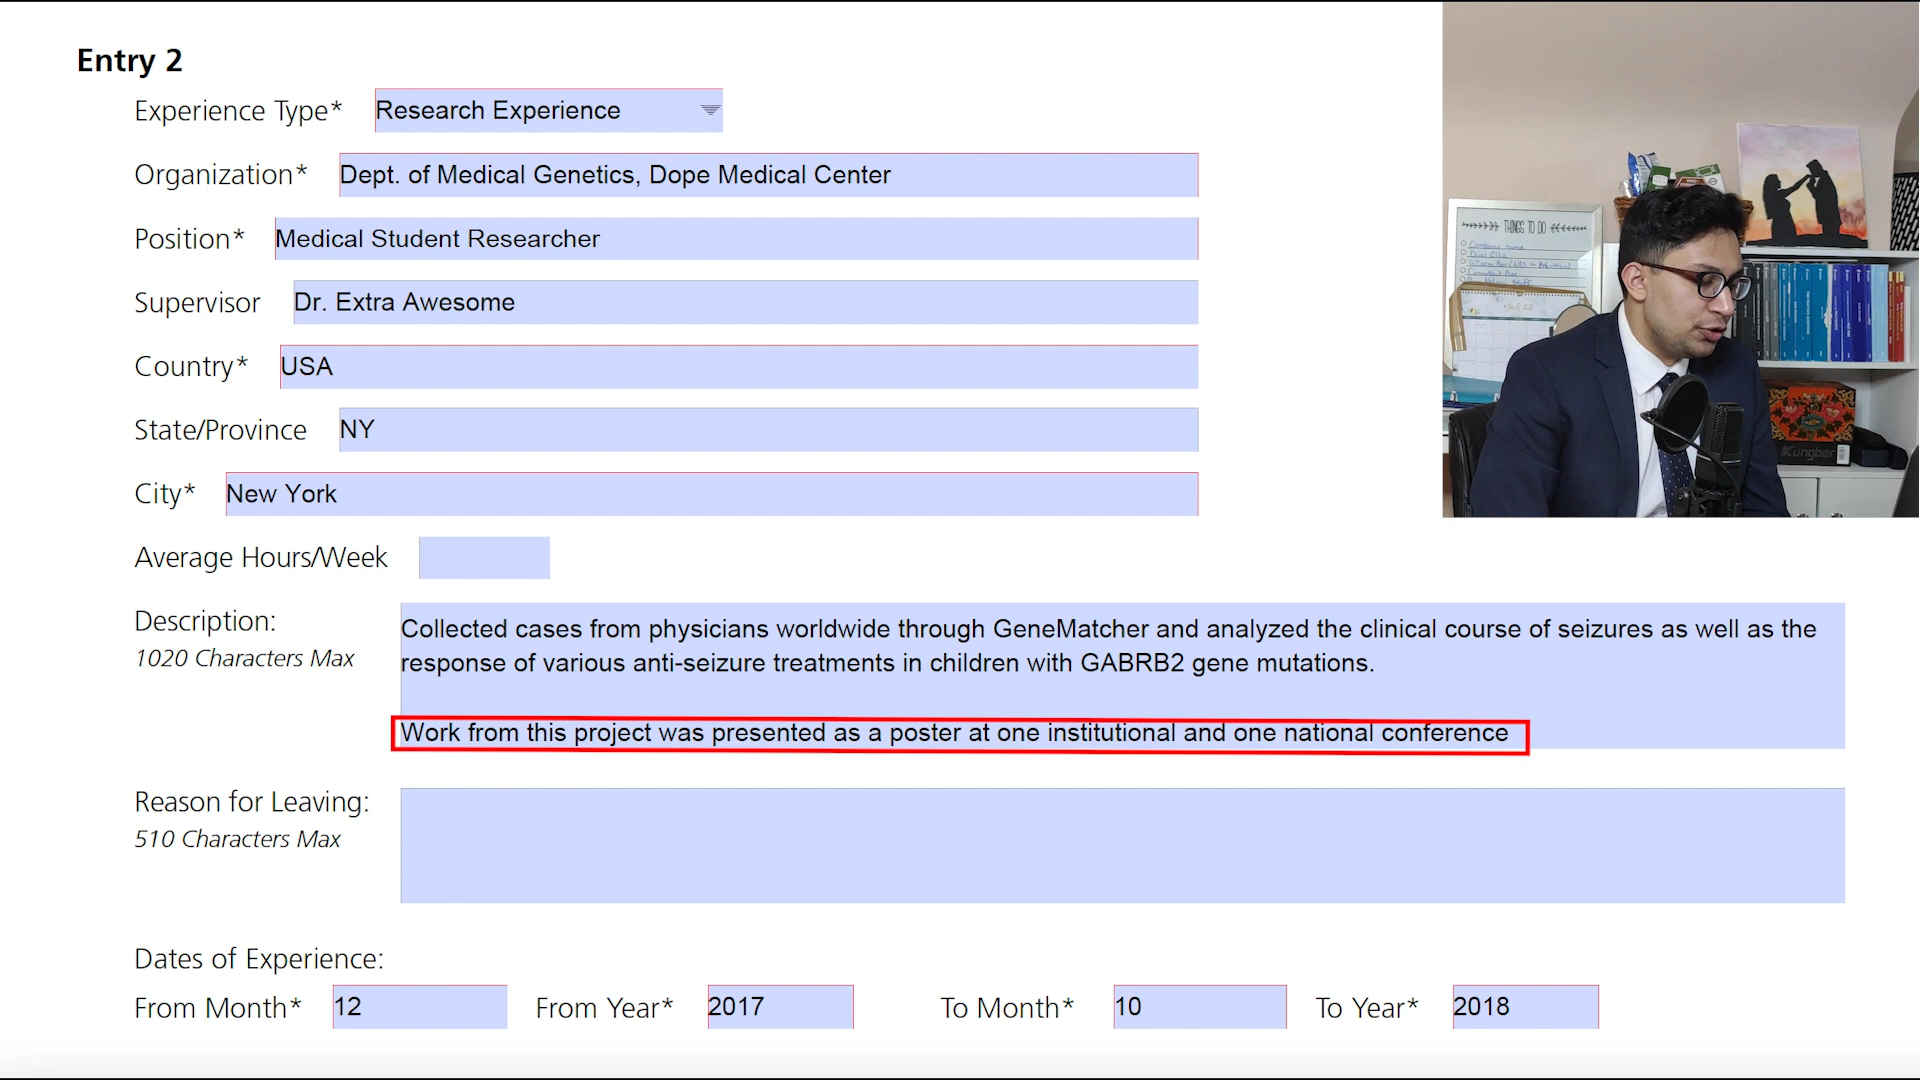 Entry 2
Experience Type* Research Experience
Organization* Dept. of Medical Genetics, Dope Medical Center
Position* Medical Student Researcher
Supervisor Dr. Extra Awesome
Country* USA
State/Province NY
City* New York
Average Hours/Week
Description: Collected cases from physicians worldwide through GeneMatcher and analyzed the clinical course of seizures as well as the
1020 Characters Max response of various anti-seizure treatments in children with GABRB2 gene mutations.
Work from this project was presented as a poster at one institutional and one national conference
Reason for Leaving:
510 Characters Max
Dates of Experience:
From Month* 12 From Year* 2017 To Month* 10 To Year* 2018
THINGS TO DO
Kungber